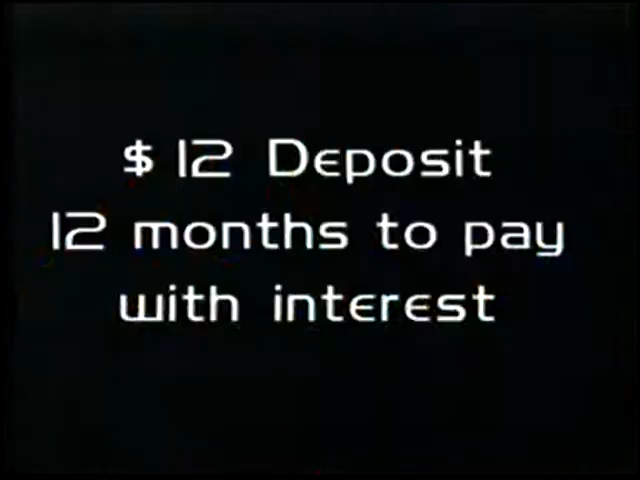 $ 12 Deposit
12 months to pay
with interest